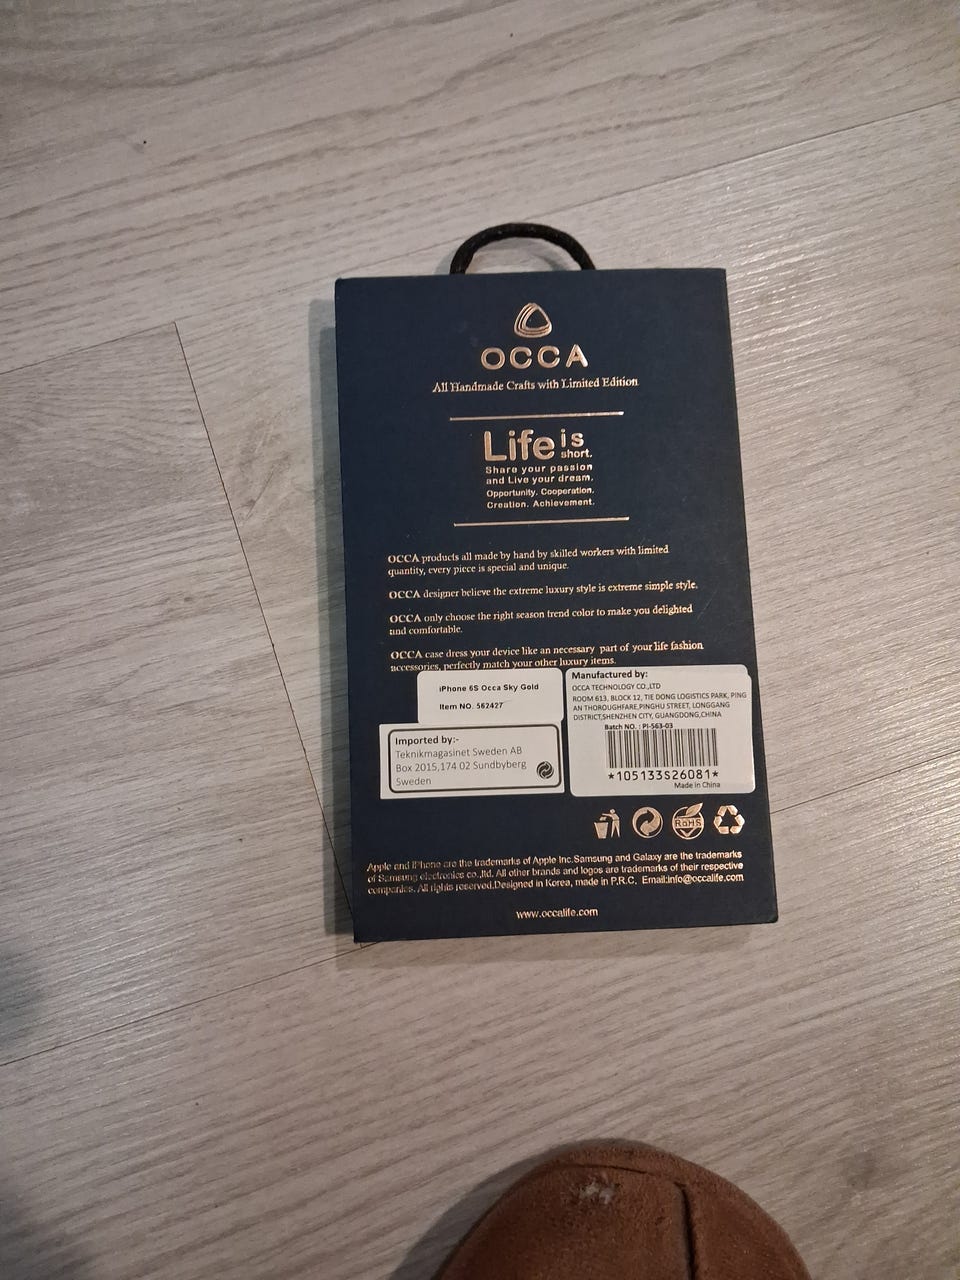 OCCA
All Handmade Crafts with Limited Edition
Life is
short.
Share your passion
and Live your dream.
Opportunity. Cooperation.
Creation. Achievement.
OCCA products all made by hand by skilled workers with limited
quantity, every piece is special and unique.
OCCA designer believe the extreme luxury style is extreme simple style.
OCCA only choose the right season trend color to make you delighted
and comfortable.
OCCA case dress your device like an necessary part of your life fashion
accessories, perfectly match your other luxury items.
iPhone 6S Occa Sky Gold
Item NO. 562427
Imported by:-
Teknikmagasinet Sweden AB
Box 2015,174 02 Sundbyberg
Sweden
Manufactured by:
OCCA TECHNOLOGY CO.,LTD
ROOM 613, BLOCK 12, TIE DONG LOGISTICS PARK, PING
AN THOROUGHFARE,PINGHU STREET, LONGGANG
DISTRICT,SHENZHEN CITY, GUANGDONG,CHINA
Batch NO. : PI-563-03
*105133S26081*
Made in China
RoHS
Apple and iPhone are the trademarks of Apple Inc.Samsung and Galaxy are the trademarks
of Samsung electronics co.,ltd. All other brands and logos are trademarks of their respective
companies. All rights reserved.Designed in Korea, made in P.R.C. Email:info@occalife.com
www.occalife.com